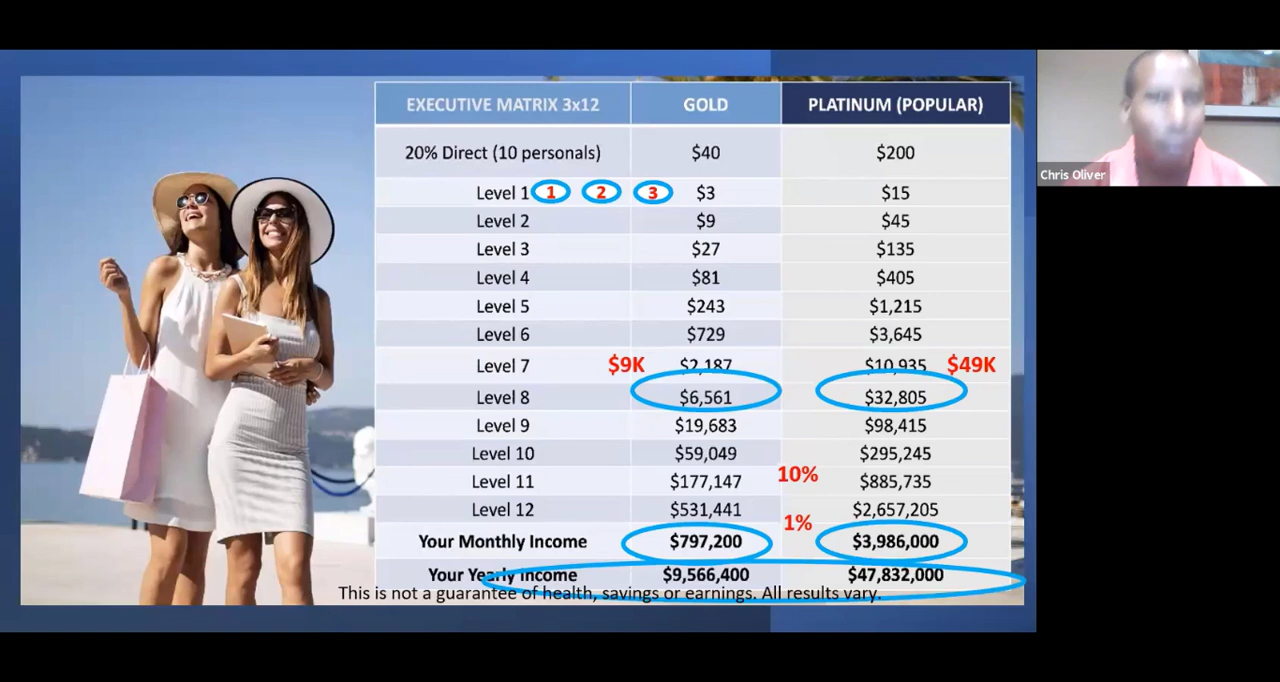 EXECUTIVE MATRIX 3x12 GOLD PLATINUM (POPULAR)
20% Direct (10 personals) $40 $200
Level 1 1 2 3 $3 $15
Level 2 $9 $45
Level 3 $27 $135
Level 4 $81 $405
Level 5 $243 $1,215
Level 6 $729 $3,645
Level 7 $9K $2,187 $10,935 $49K
Level 8 $6,561 $32,805
Level 9 $19,683 $98,415
Level 10 $59,049 $295,245
Level 11 $177,147 10% $885,735
Level 12 $531,441 $2,657,205
1%
Your Monthly Income $797,200 $3,986,000
Your Yearly Income $9,566,400 $47,832,000
This is not a guarantee of health, savings or earnings. All results vary.
Chris Oliver